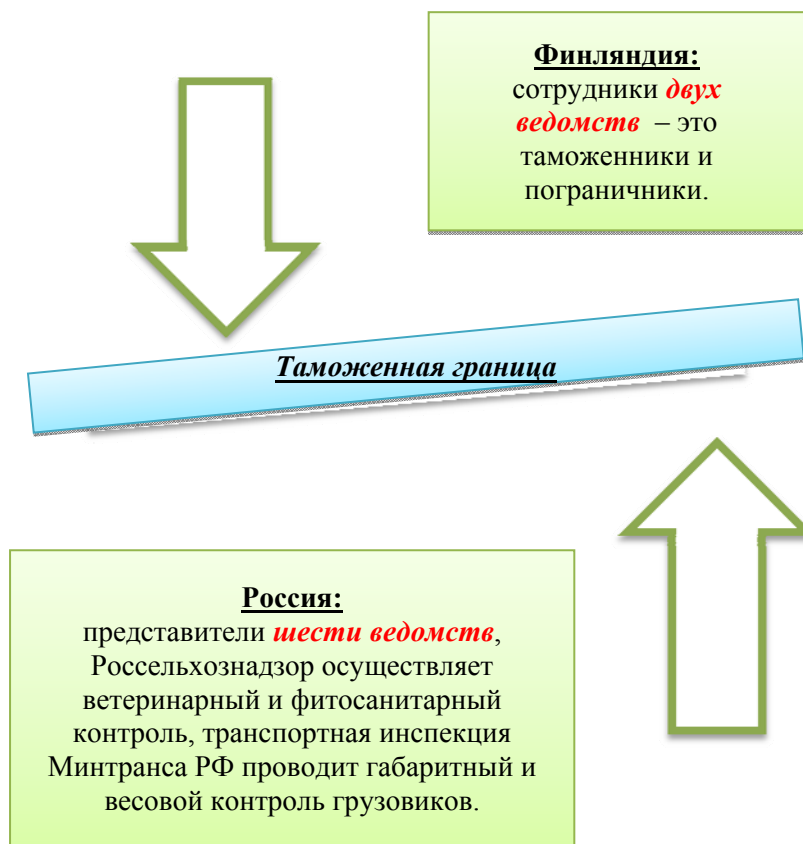 Финляндия:
сотрудники двух
ведомств – это
таможенники и
пограничники.
Таможенная граница
Россия:
представители шести ведомств,
Россельхознадзор осуществляет
ветеринарный и фитосанитарный
контроль, транспортная инспекция
Минтранса РФ проводит габаритный и
весовой контроль грузовиков.